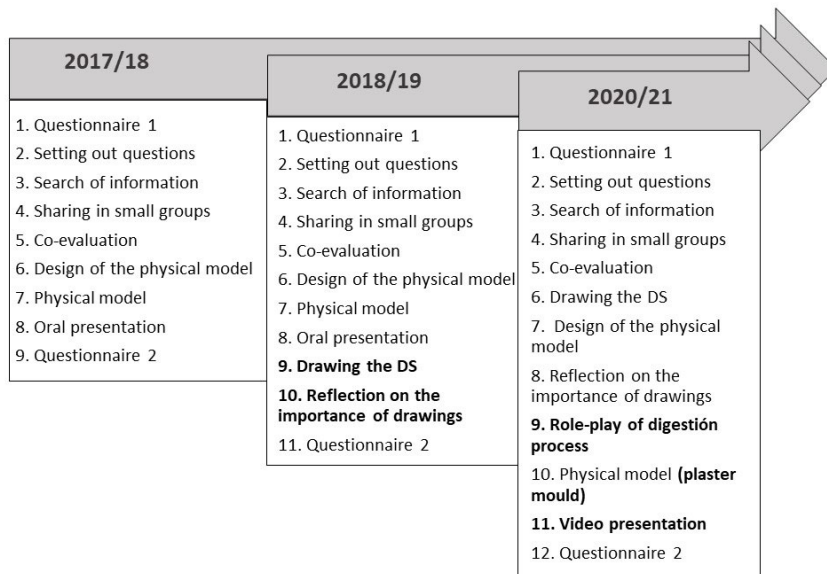 2017/18
1. Questionnaire 1
2. Setting out questions
3. Search of information
4. Sharing in small groups
5. Co-evaluation
6. Design of the physical model
7. Physical model
8. Oral presentation
9. Questionnaire 2
2018/19
1. Questionnaire 1
2. Setting out questions
3. Search of information
4. Sharing in small groups
5. Co-evaluation
6. Design of the physical model
7. Physical model
8. Oral presentation
9. Drawing the DS
10. Reflection on the
importance of drawings
11. Questionnaire 2
2020/21
1. Questionnaire 1
2. Setting out questions
3. Search of information
4. Sharing in small groups
5. Co-evaluation
6. Drawing the DS
7. Design of the physical
model
8. Reflection on the
importance of drawings
9. Role-play of digestión
process
10. Physical model (plaster
mould)
11. Video presentation
12. Questionnaire 2